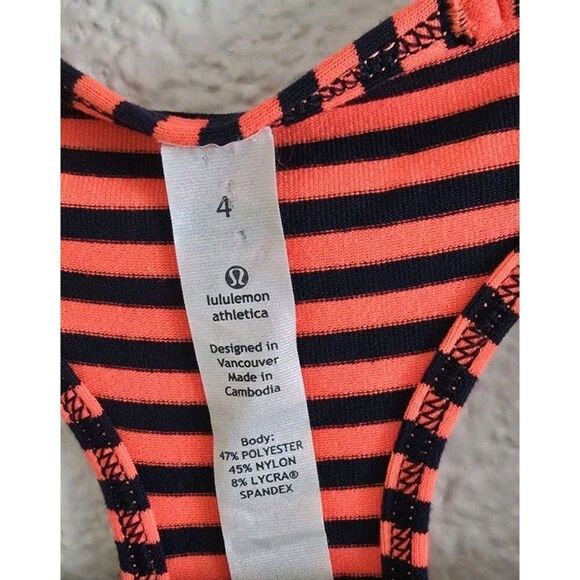 4
lululemon
athletica
Designed in
Vancouver
Made in
Cambodia
Body:
47% POLYESTER
45% NYLON
8% LYCRA®
SPANDEX